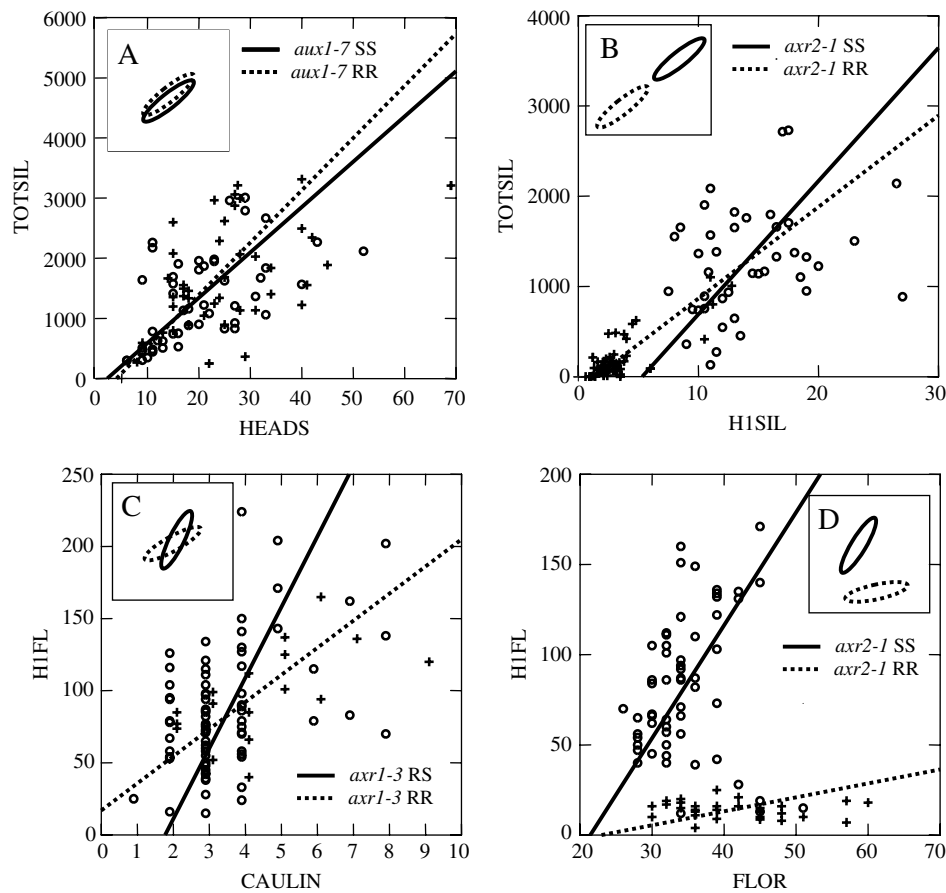 A
aux1-7 SS
aux1-7 RR
TOTSIL
6000
5000
4000
3000
2000
1000
0
0 10 20 30 40 50 60 70
HEADS
B
axr2-1 SS
axr2-1 RR
TOTSIL
4000
3000
2000
1000
0
0 10 20 30
H1SIL
C
axr1-3 RS
axr1-3 RR
H1FL
250
200
150
100
50
0
0 1 2 3 4 5 6 7 8 9 10
CAULIN
D
axr2-1 SS
axr2-1 RR
H1FL
200
150
100
50
0
20 30 40 50 60 70
FLOR